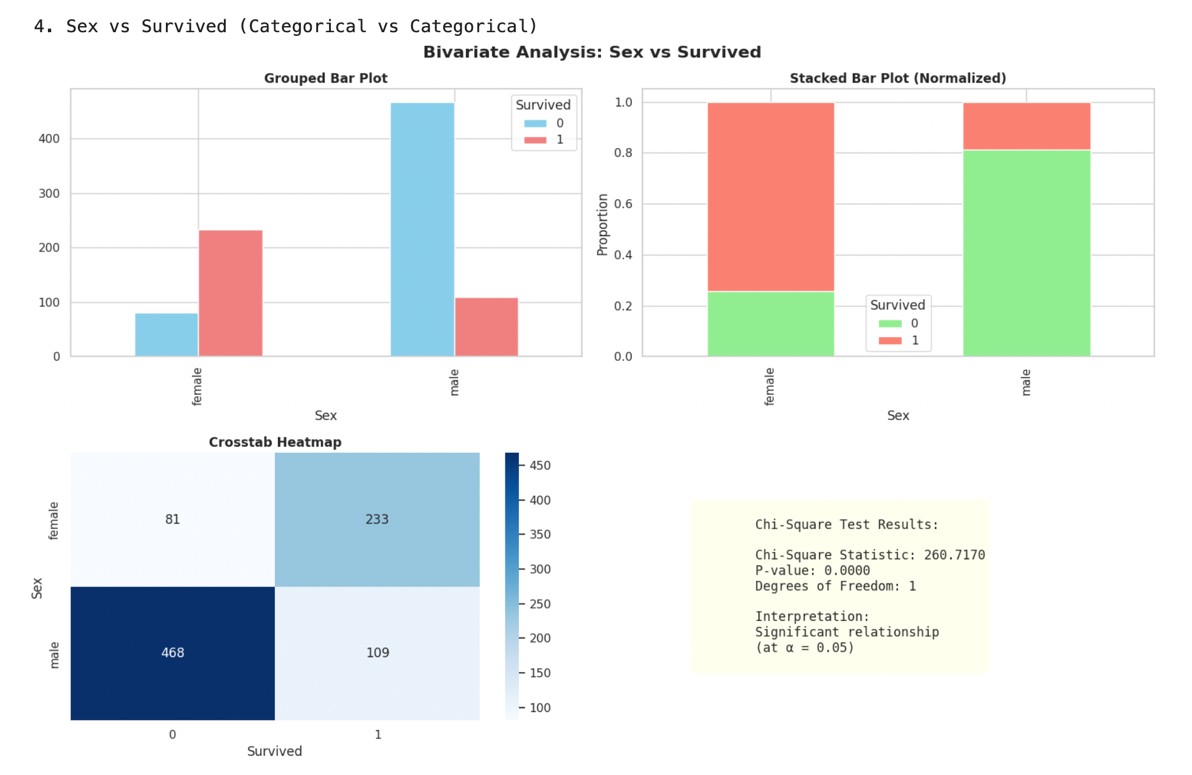 4. Sex vs Survived (Categorical vs Categorical)
Bivariate Analysis: Sex vs Survived
Grouped Bar Plot
Survived
0
1
400
300
200
100
0
female
male
Sex
Stacked Bar Plot (Normalized)
Proportion
1.0
0.8
0.6
0.4
0.2
0.0
Survived
0
1
female
male
Sex
Crosstab Heatmap
Sex
female
male
81
233
468
109
0
1
Survived
450
400
350
300
250
200
150
100
Chi-Square Test Results:
Chi-Square Statistic: 260.7170
P-value: 0.0000
Degrees of Freedom: 1
Interpretation:
Significant relationship
(at α = 0.05)